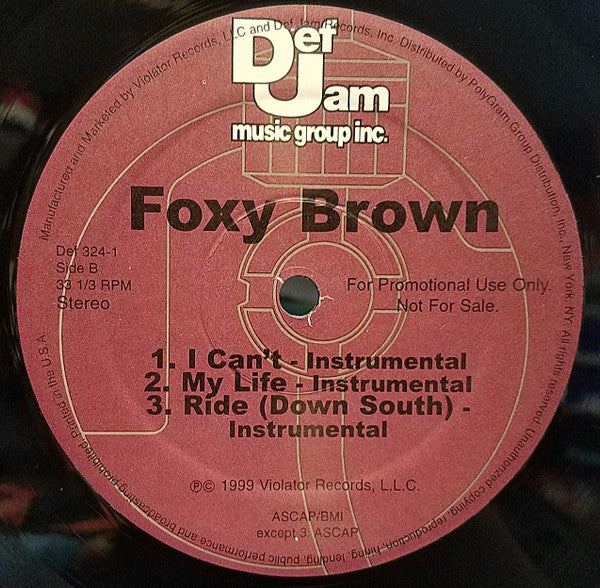 Def
Jam
music group inc.
Foxy Brown
Def 324-1
Side B
33 1/3 RPM
Stereo
For Promotional Use Only.
Not For Sale.
1. I Can't - Instrumental
2. My Life - Instrumental
3. Ride (Down South) -
Instrumental
℗© 1999 Violator Records, L.L.C.
ASCAP/BMI
except 3. ASCAP
Manufactured and Marketed by Violator Records, LLC and Def Jam Records, Inc. Distributed by PolyGram Group Distribution, Inc., New York, NY. All rights reserved. Unauthorized copying, reproduction, hiring, lending, public performance and broadcasting prohibited. Printed in the U.S.A.